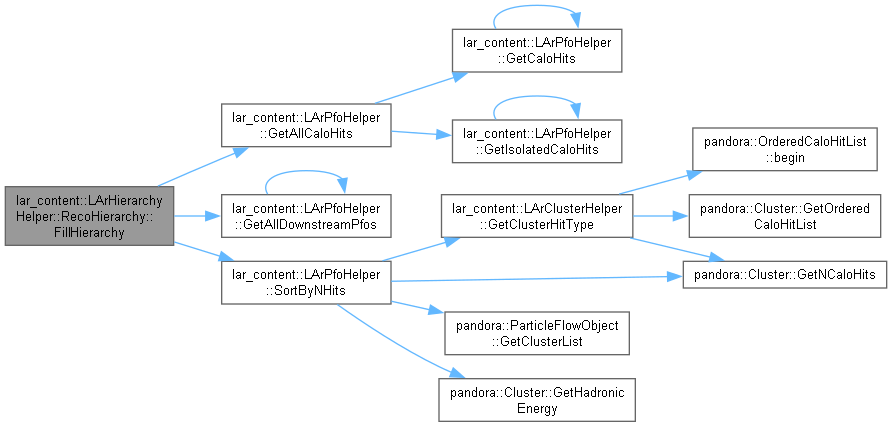 lar_content::LArHierarchy
Helper::RecoHierarchy::
FillHierarchy
lar_content::LArPfoHelper
::GetAllCaloHits
lar_content::LArPfoHelper
::GetCaloHits
lar_content::LArPfoHelper
::GetIsolatedCaloHits
lar_content::LArPfoHelper
::GetAllDownstreamPfos
lar_content::LArPfoHelper
::SortByNHits
lar_content::LArClusterHelper
::GetClusterHitType
pandora::OrderedCaloHitList
::begin
pandora::Cluster::GetOrdered
CaloHitList
pandora::Cluster::GetNCaloHits
pandora::ParticleFlowObject
::GetClusterList
pandora::Cluster::GetHadronic
Energy